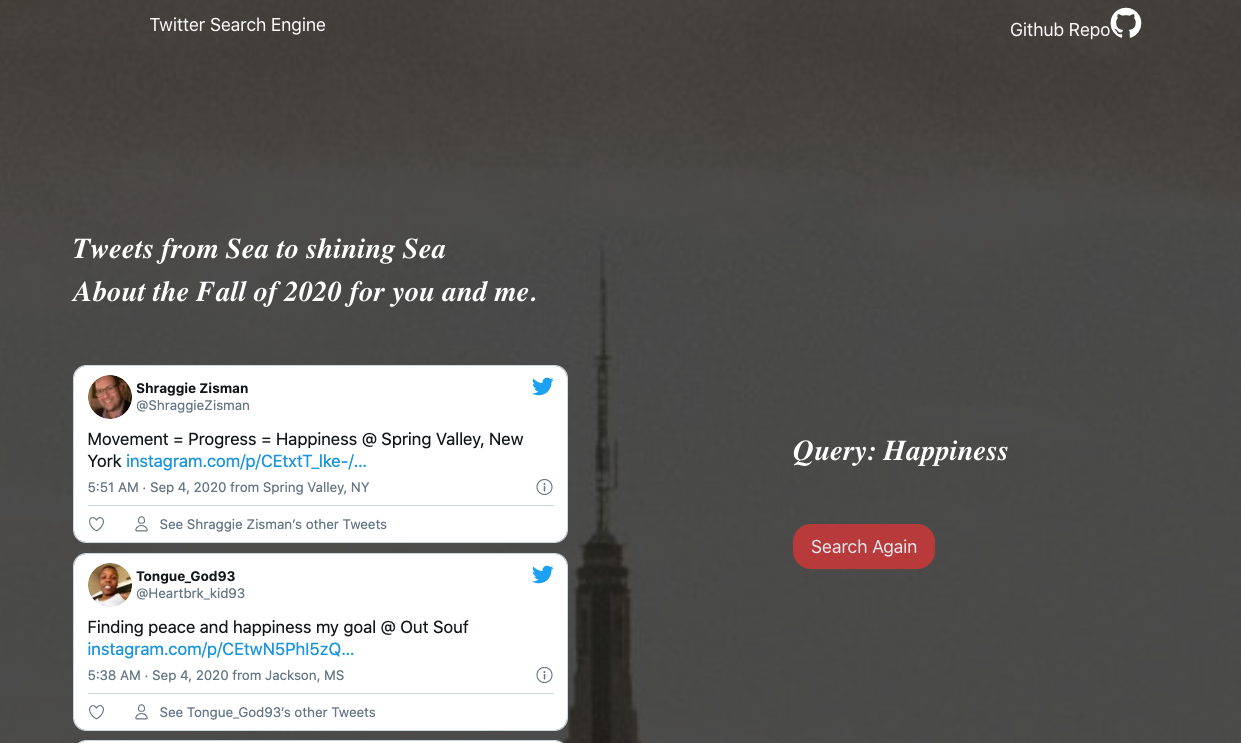 Twitter Search Engine
Github Repo
Tweets from Sea to shining Sea
About the Fall of 2020 for you and me.
Shraggie Zisman
@ShraggieZisman
Movement = Progress = Happiness @ Spring Valley, New
York instagram.com/p/CEtxtT_lke-/...
5:51 AM · Sep 4, 2020 from Spring Valley, NY
See Shraggie Zisman's other Tweets
Query: Happiness
Search Again
Tongue_God93
@Heartbrk_kid93
Finding peace and happiness my goal @ Out Souf
instagram.com/p/CEtwN5PhI5zQ...
5:38 AM · Sep 4, 2020 from Jackson, MS
See Tongue_God93's other Tweets